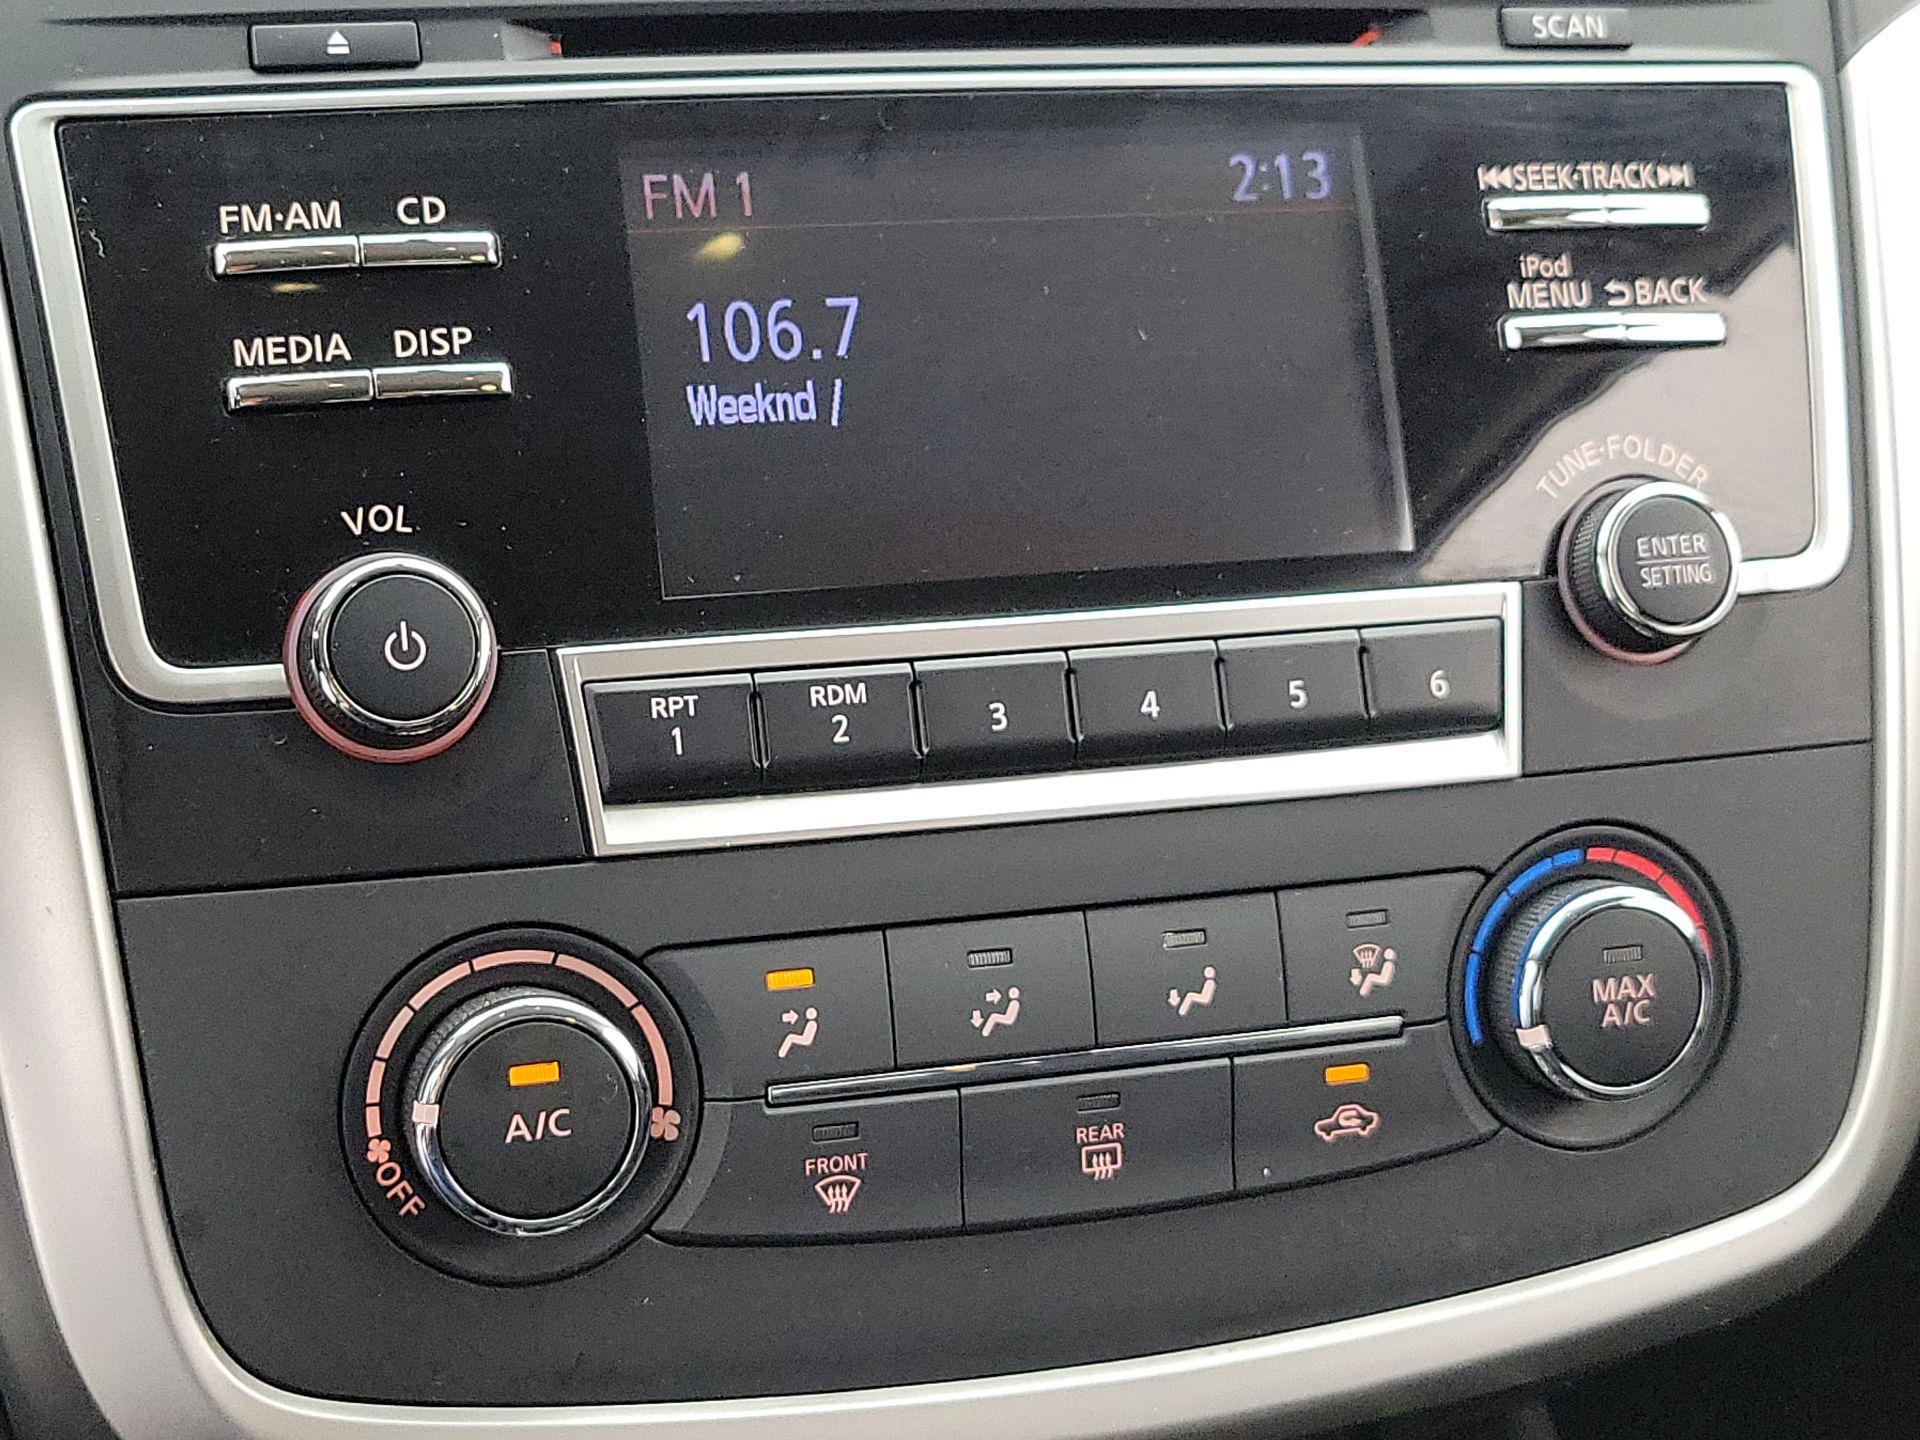 SCAN
FM 1 2:13
FM·AM CD
SEEK·TRACK
106.7
iPod
MENU BACK
Weeknd /
MEDIA DISP
TUNE·FOLDER
VOL
ENTER
SETTING
RPT
1
RDM
2
3
4
5
6
MAX
A/C
A/C
OFF
FRONT
REAR